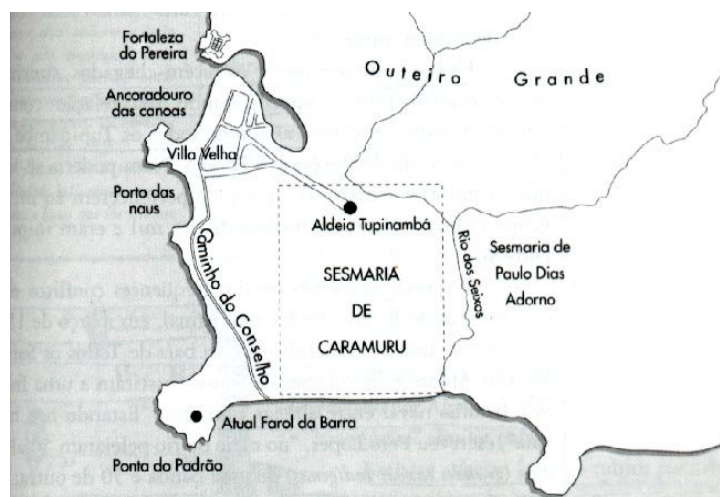 Fortaleza
do Pereira
Outeiro Grande
Ancoradouro
das canoas
Villa Velha
Porto das
naus
Aldeia Tupinambá
Caminho do Conselho
Rio dos Seixos
Sesmaria de
Paulo Dias
Adorno
SESMARIA
DE
CARAMURU
Atual Farol da Barra
Ponta do Padrão